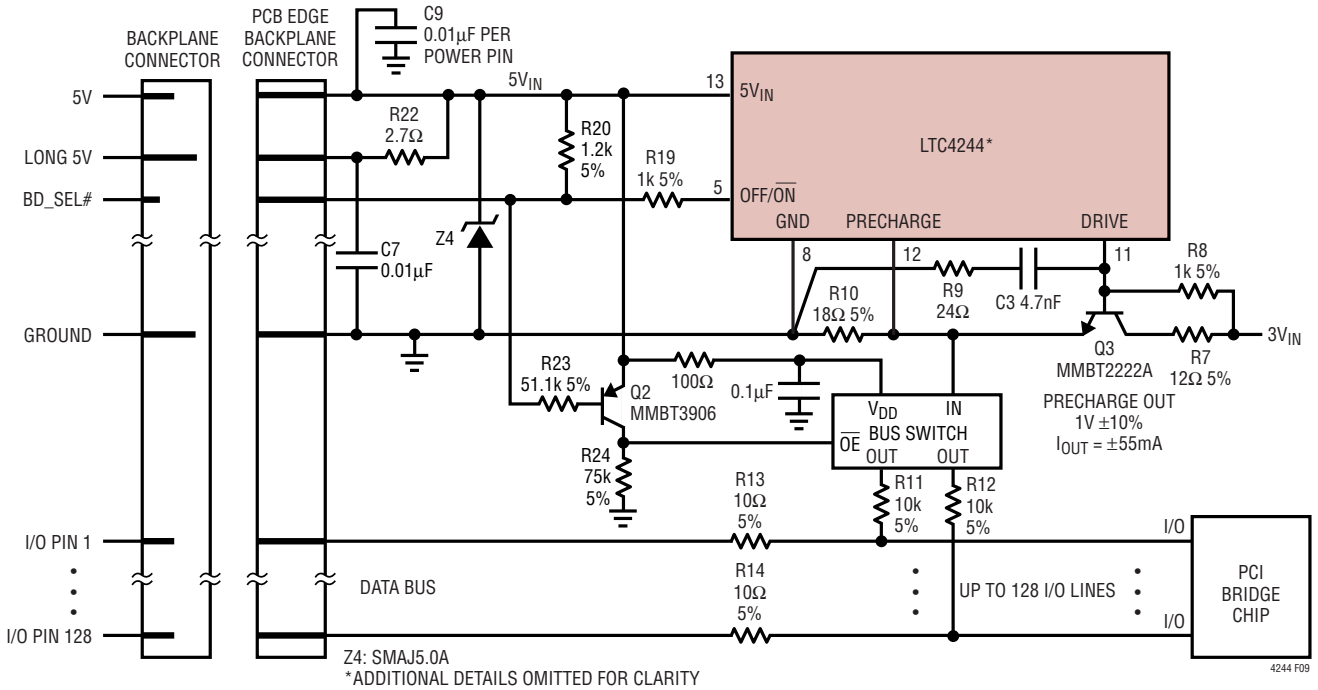 BACKPLANE
CONNECTOR
PCB EDGE
BACKPLANE
CONNECTOR
C9
0.01µF PER
POWER PIN
5V
LONG 5V
BD_SEL#
GROUND
I/O PIN 1
I/O PIN 128
5VIN
R22
2.7Ω
R20
1.2k
5%
R19
1k 5%
Z4
C7
0.01µF
13
5VIN
LTC4244*
5
OFF/ON
GND
PRECHARGE
DRIVE
8
12
11
R8
1k 5%
R9
24Ω
C3 4.7nF
R10
18Ω 5%
3VIN
R7
12Ω 5%
Q3
MMBT2222A
PRECHARGE OUT
1V ±10%
IOUT = ±55mA
R23
51.1k 5%
Q2
MMBT3906
100Ω
0.1µF
VDD
IN
OE
BUS SWITCH
OUT
OUT
R24
75k
5%
R13
10Ω
5%
R11
10k
5%
R12
10k
5%
I/O
DATA BUS
R14
10Ω
5%
UP TO 128 I/O LINES
PCI
BRIDGE
CHIP
I/O
Z4: SMAJ5.0A
*ADDITIONAL DETAILS OMITTED FOR CLARITY
4244 F09